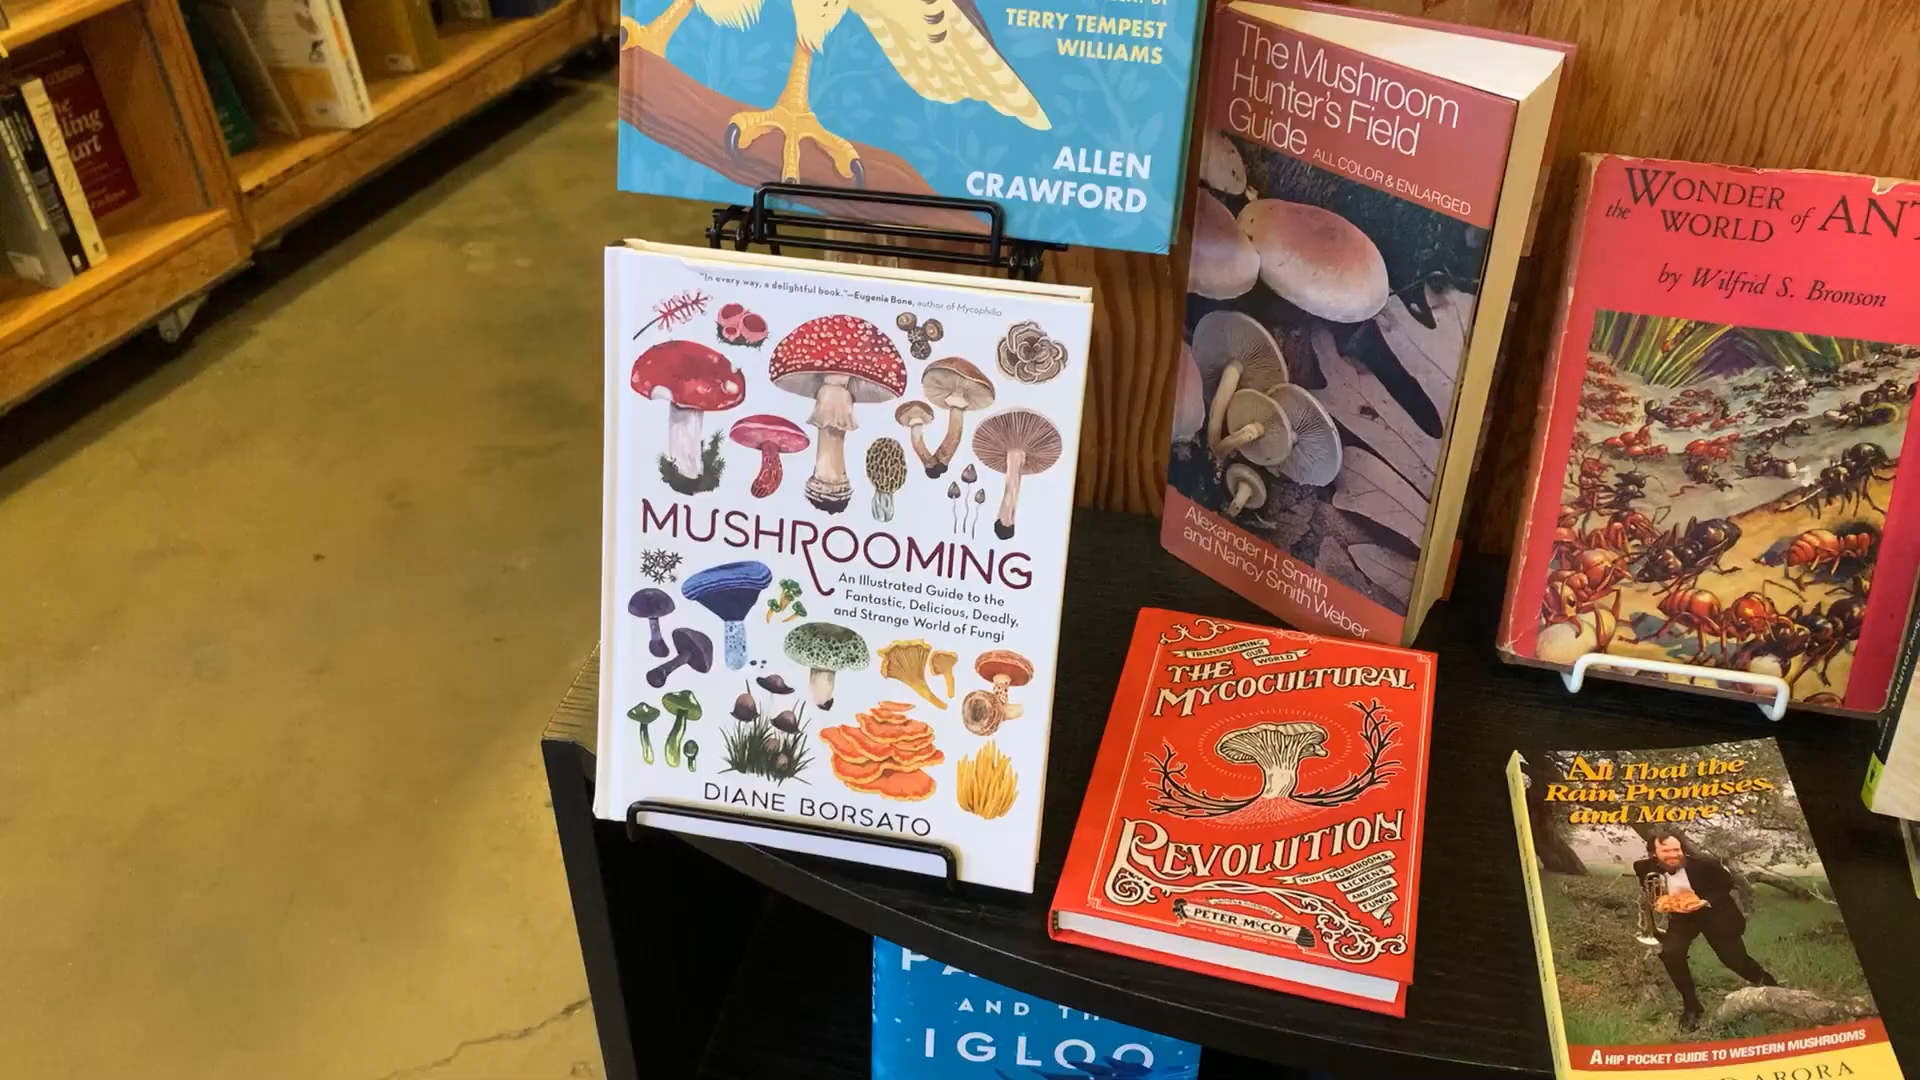 TERRY TEMPEST
WILLIAMS
ALLEN
CRAWFORD
The Mushroom
Hunter's Field
Guide ALL COLOR & ENLARGED
Alexander H. Smith
and Nancy Smith Weber
the WONDER
WORLD of ANT
by Wilfrid S. Bronson
"In every way, a delightful book."—Eugenia Bone, author of Mycophilia
MUSHROOMING
An Illustrated Guide to the
Fantastic, Delicious, Deadly,
and Strange World of Fungi
DIANE BORSATO
TRANSFORMING
OUR
WORLD
THE
MYCOCULTURAL
REVOLUTION
WITH MUSHROOMS,
LICHENS,
AND OTHER
FUNGI
PETER McCOY
All That the
Rain Promises,
and More...
A HIP POCKET GUIDE TO WESTERN MUSHROOMS
ARORA
AND
IGLOO